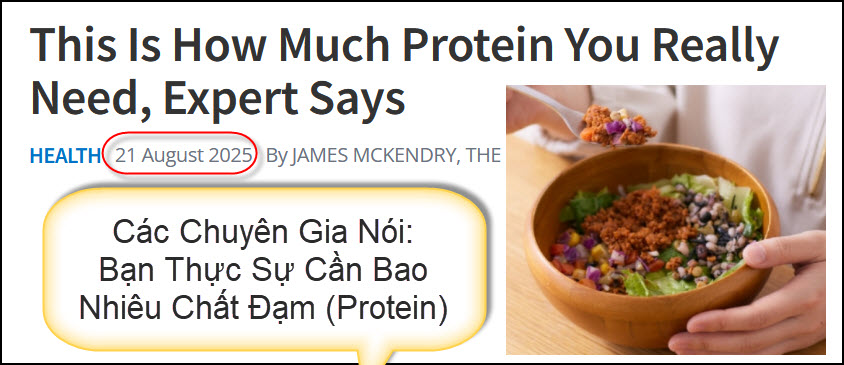 This Is How Much Protein You Really
Need, Expert Says
HEALTH 21 August 2025 By JAMES MCKENDRY, THE
Các Chuyên Gia Nói:
Bạn Thực Sự Cần Bao
Nhiêu Chất Đạm (Protein)